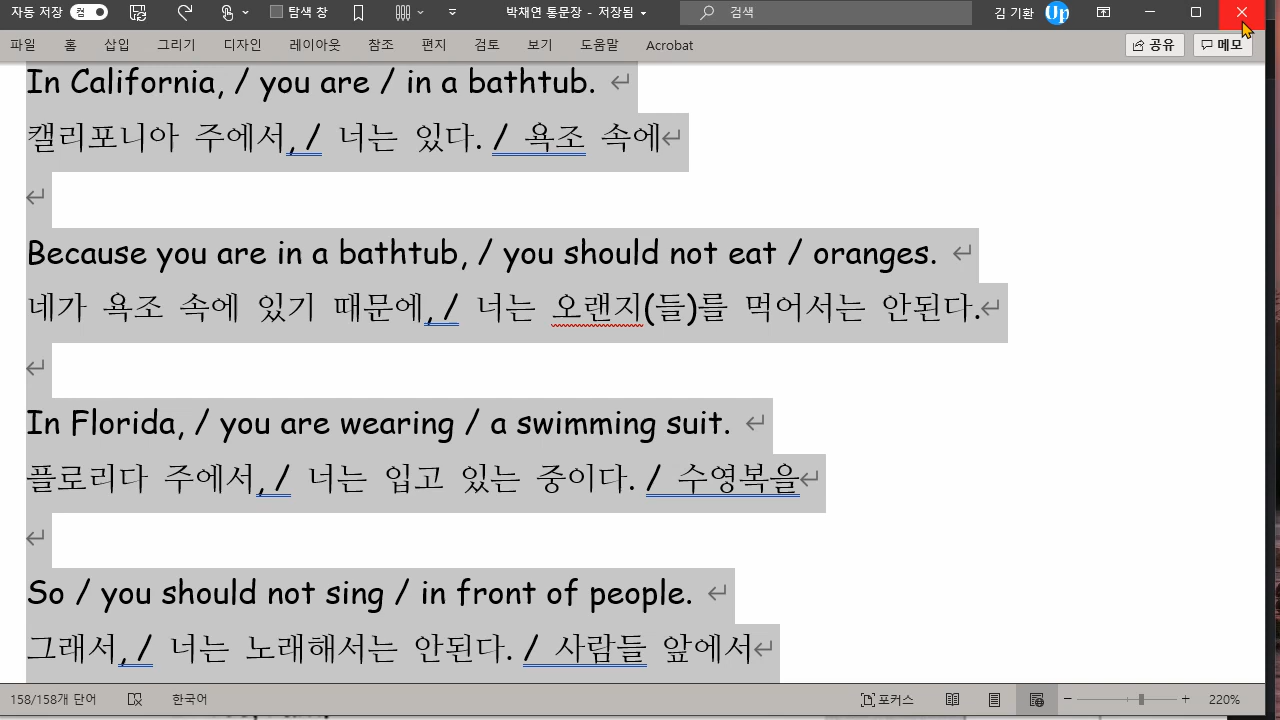 자동 저장 컴 탐색 창 박채연 통문장 - 저장됨 검색 김 기환 Up
파일 홈 삽입 그리기 디자인 레이아웃 참조 편지 검토 보기 도움말 Acrobat 공유 메모
In California, / you are / in a bathtub.
캘리포니아 주에서, / 너는 있다. / 욕조 속에
Because you are in a bathtub, / you should not eat / oranges.
네가 욕조 속에 있기 때문에, / 너는 오랜지(들)를 먹어서는 안된다.
In Florida, / you are wearing / a swimming suit.
플로리다 주에서, / 너는 입고 있는 중이다. / 수영복을
So / you should not sing / in front of people.
그래서, / 너는 노래해서는 안된다. / 사람들 앞에서
158/158개 단어 한국어 포커스 220%